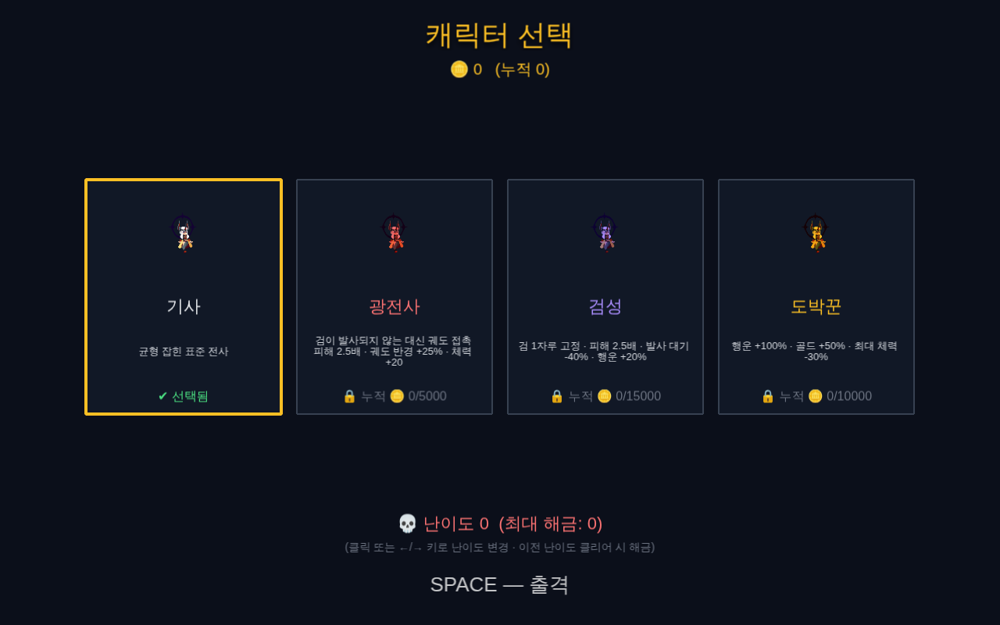 캐릭터 선택
🪙 0 (누적 0)
기사
균형 잡힌 표준 전사
✔ 선택됨
광전사
검이 발사되지 않는 대신 궤도 접촉
피해 2.5배 · 궤도 반경 +25% · 체력
+20
🔒 누적 🪙 0/5000
검성
검 1자루 고정 · 피해 2.5배 · 발사 대기
-40% · 행운 +20%
🔒 누적 🪙 0/15000
도박꾼
행운 +100% · 골드 +50% · 최대 체력
-30%
🔒 누적 🪙 0/10000
💀 난이도 0 (최대 해금: 0)
(클릭 또는 ←/→ 키로 난이도 변경 · 이전 난이도 클리어 시 해금)
SPACE — 출격